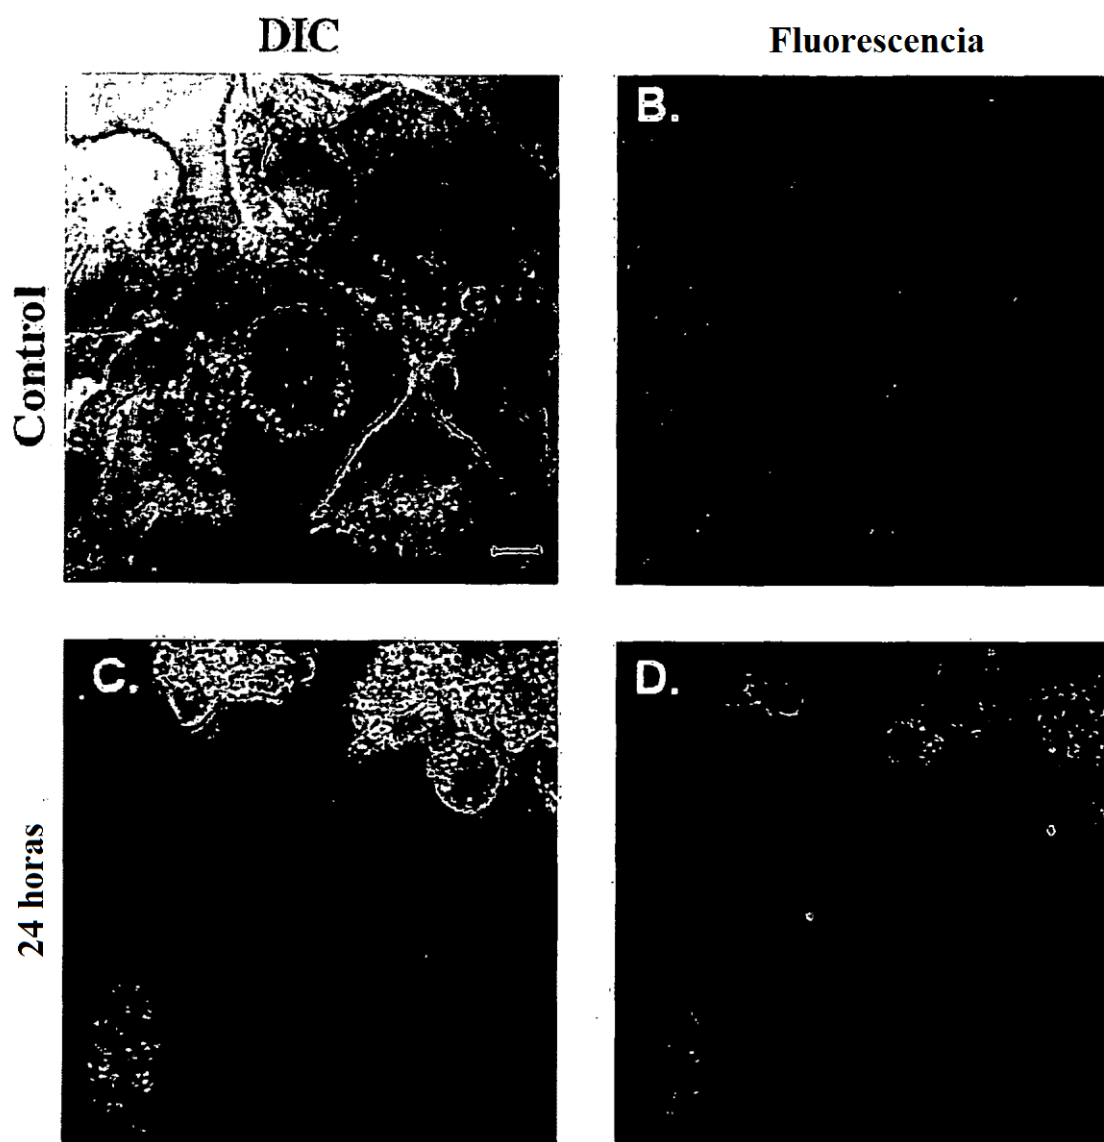 DIC
Fluorescencia
Control
B.
24 horas
C.
D.